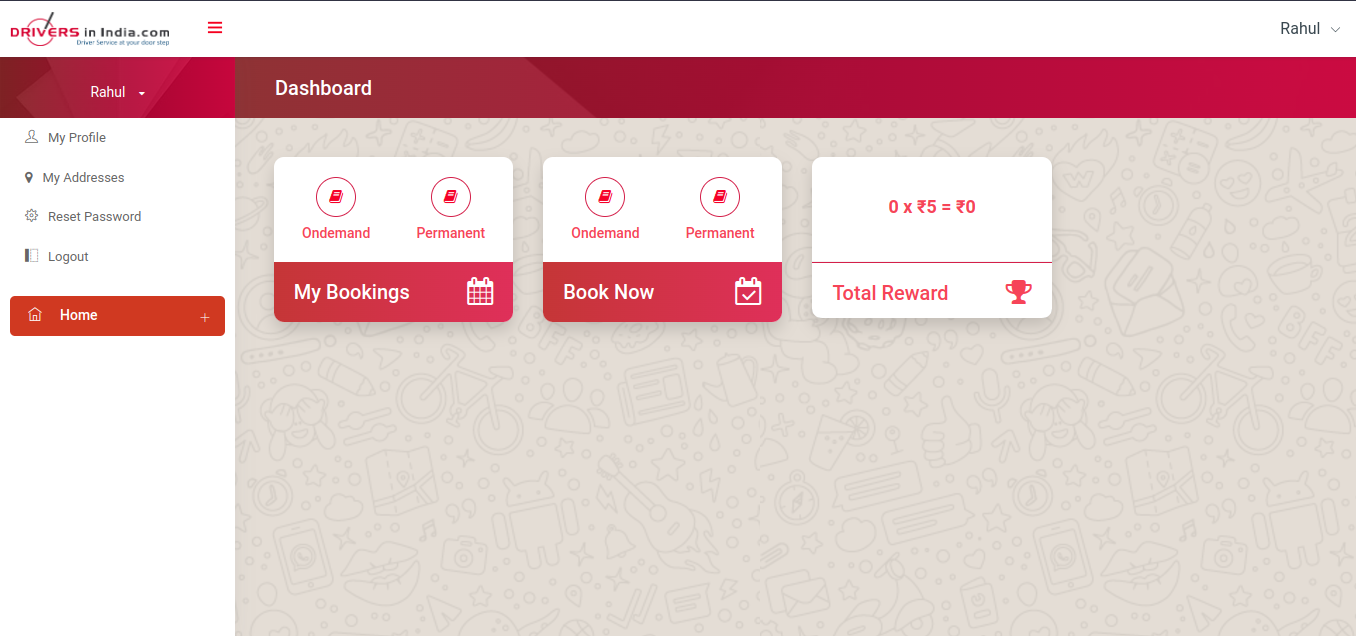 DRIVERS in India.com
Driver Service at your door step
Rahul
Rahul
Dashboard
My Profile
My Addresses
Reset Password
Logout
Home
Ondemand Permanent
My Bookings
Ondemand Permanent
Book Now
0 x ₹5 = ₹0
Total Reward